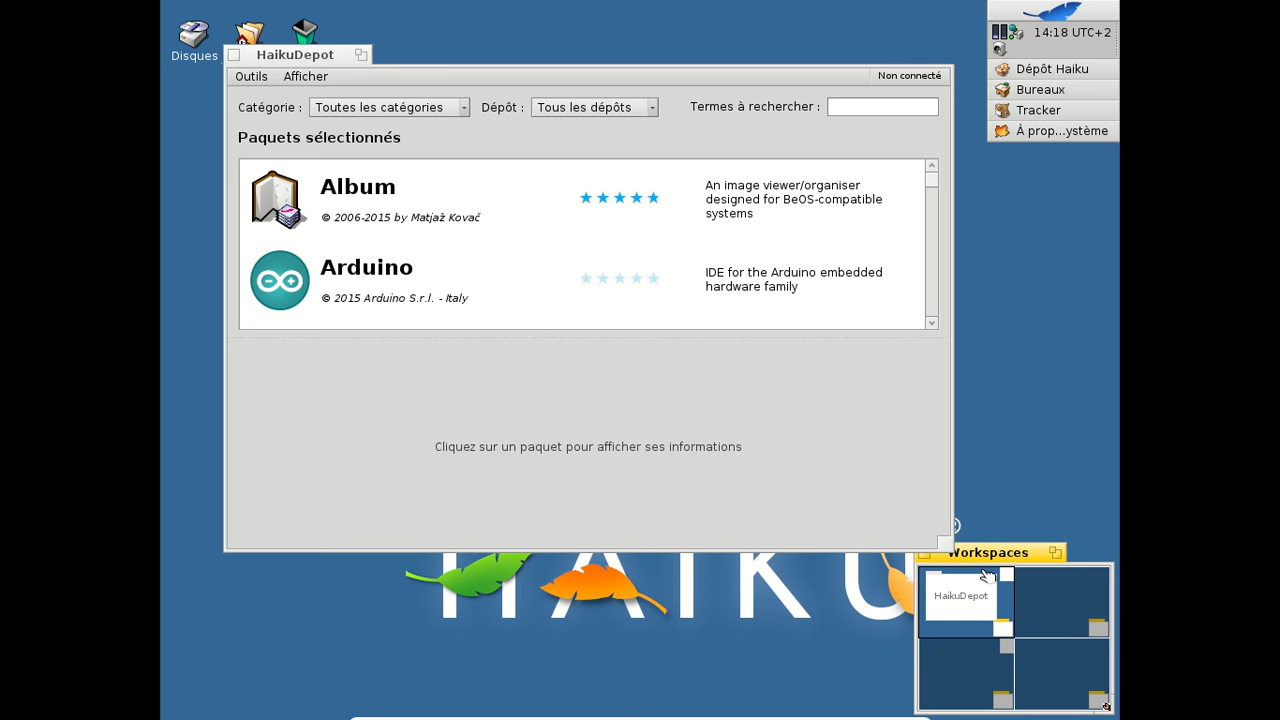 Disques
14:18 UTC+2
Dépôt Haiku
Bureaux
Tracker
À prop...ystème
HaikuDepot
Outils Afficher Non connecté
Catégorie : Toutes les catégories Dépôt : Tous les dépôts Termes à rechercher :
Paquets sélectionnés
Album
© 2006-2015 by Matjaž Kovač
An image viewer/organiser
designed for BeOS-compatible
systems
Arduino
© 2015 Arduino S.r.l. - Italy
IDE for the Arduino embedded
hardware family
Cliquez sur un paquet pour afficher ses informations
HAIKU
®
Workspaces
HaikuDepot